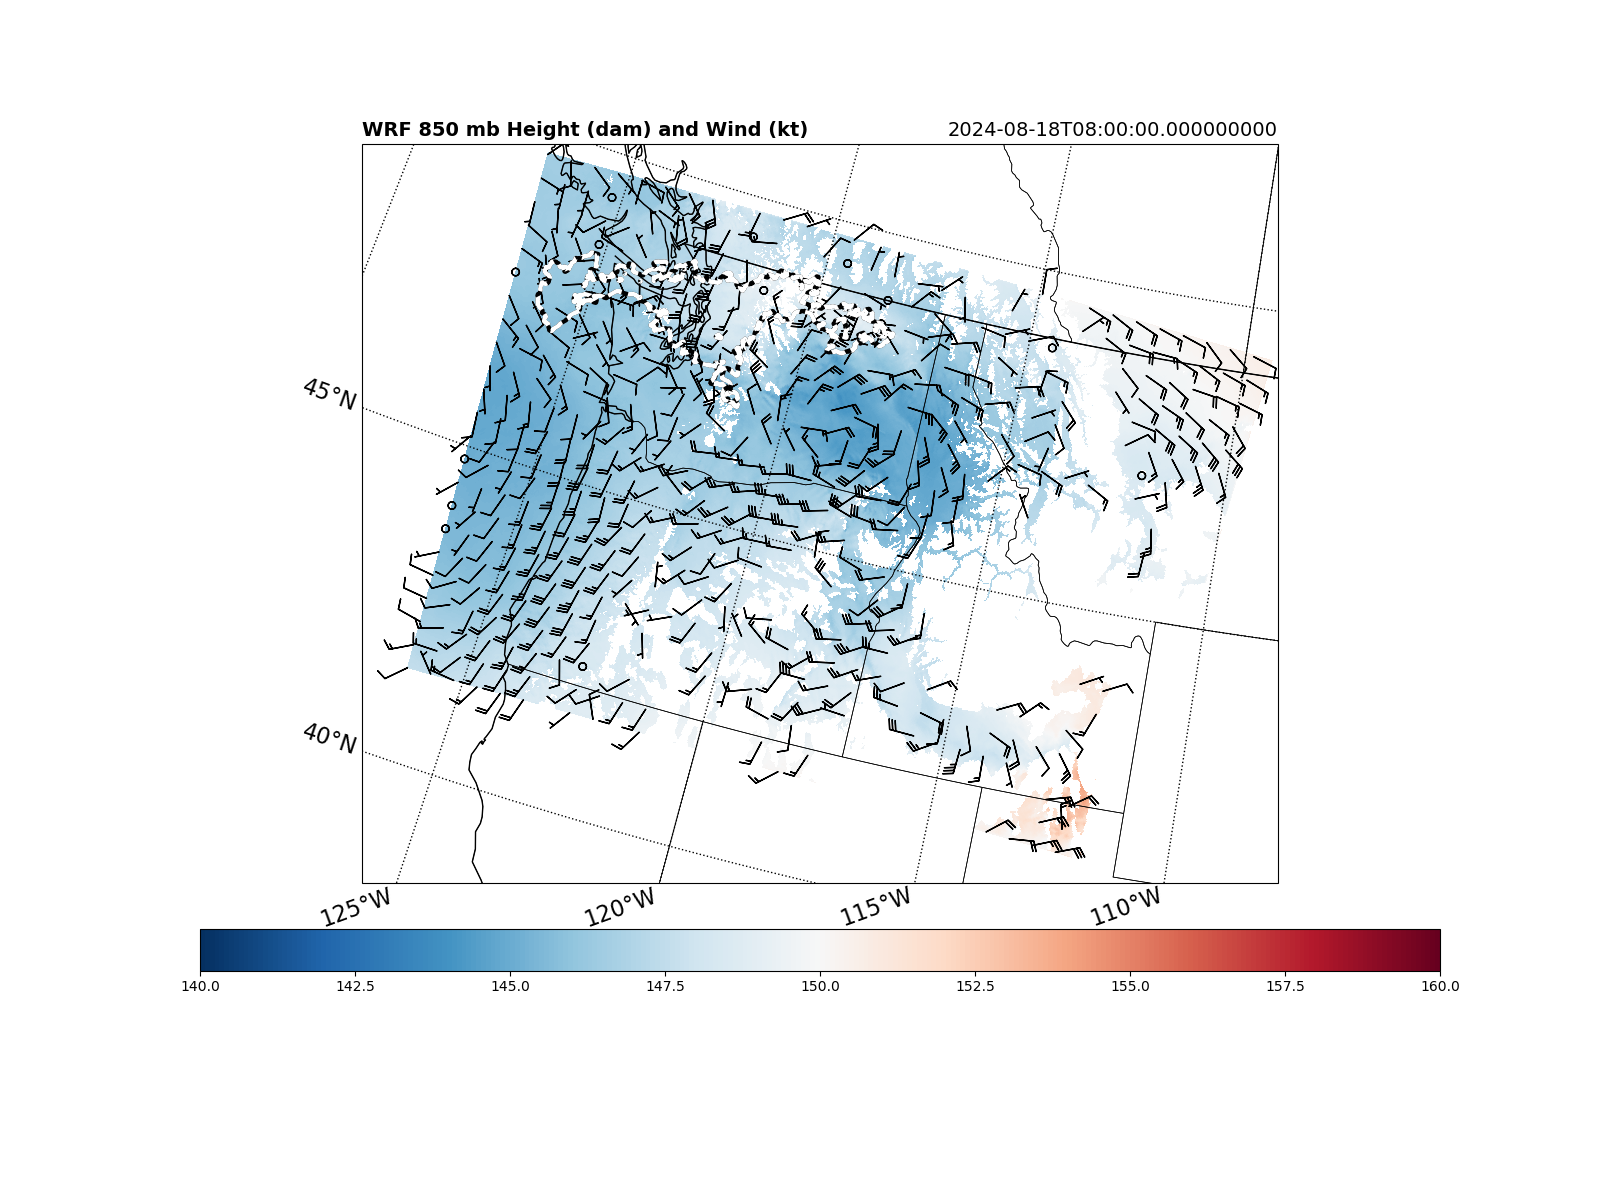 WRF 850 mb Height (dam) and Wind (kt) 2024-08-18T08:00:00.000000000
45°N
40°N
125°W 120°W 115°W 110°W
140.0 142.5 145.0 147.5 150.0 152.5 155.0 157.5 160.0